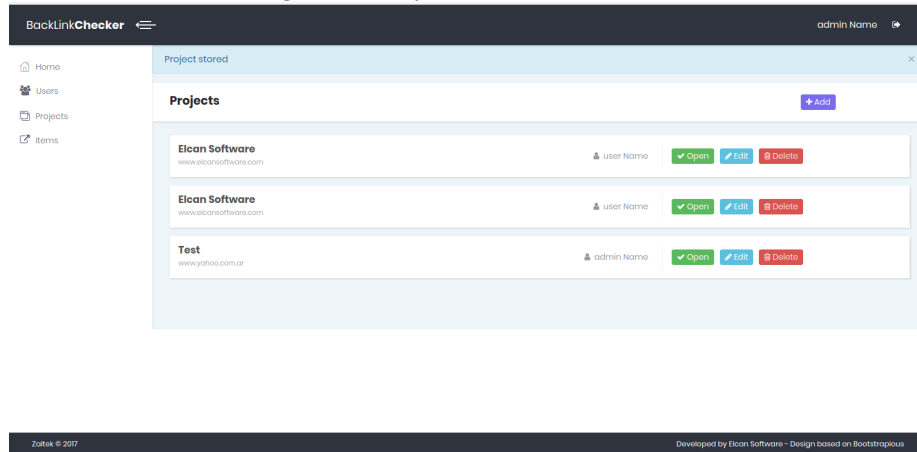 BackLinkChecker
admin Name
Home
Users
Projects
Items
Project stored
×
Projects
+ Add
Elcan Software
www.elcansoftware.com
user Name
Open
Edit
Delete
Elcan Software
www.elcansoftware.com
user Name
Open
Edit
Delete
Test
www.yahoo.com.ar
admin Name
Open
Edit
Delete
Zaitek © 2017
Developed by Elcan Software - Design based on Bootstrapious